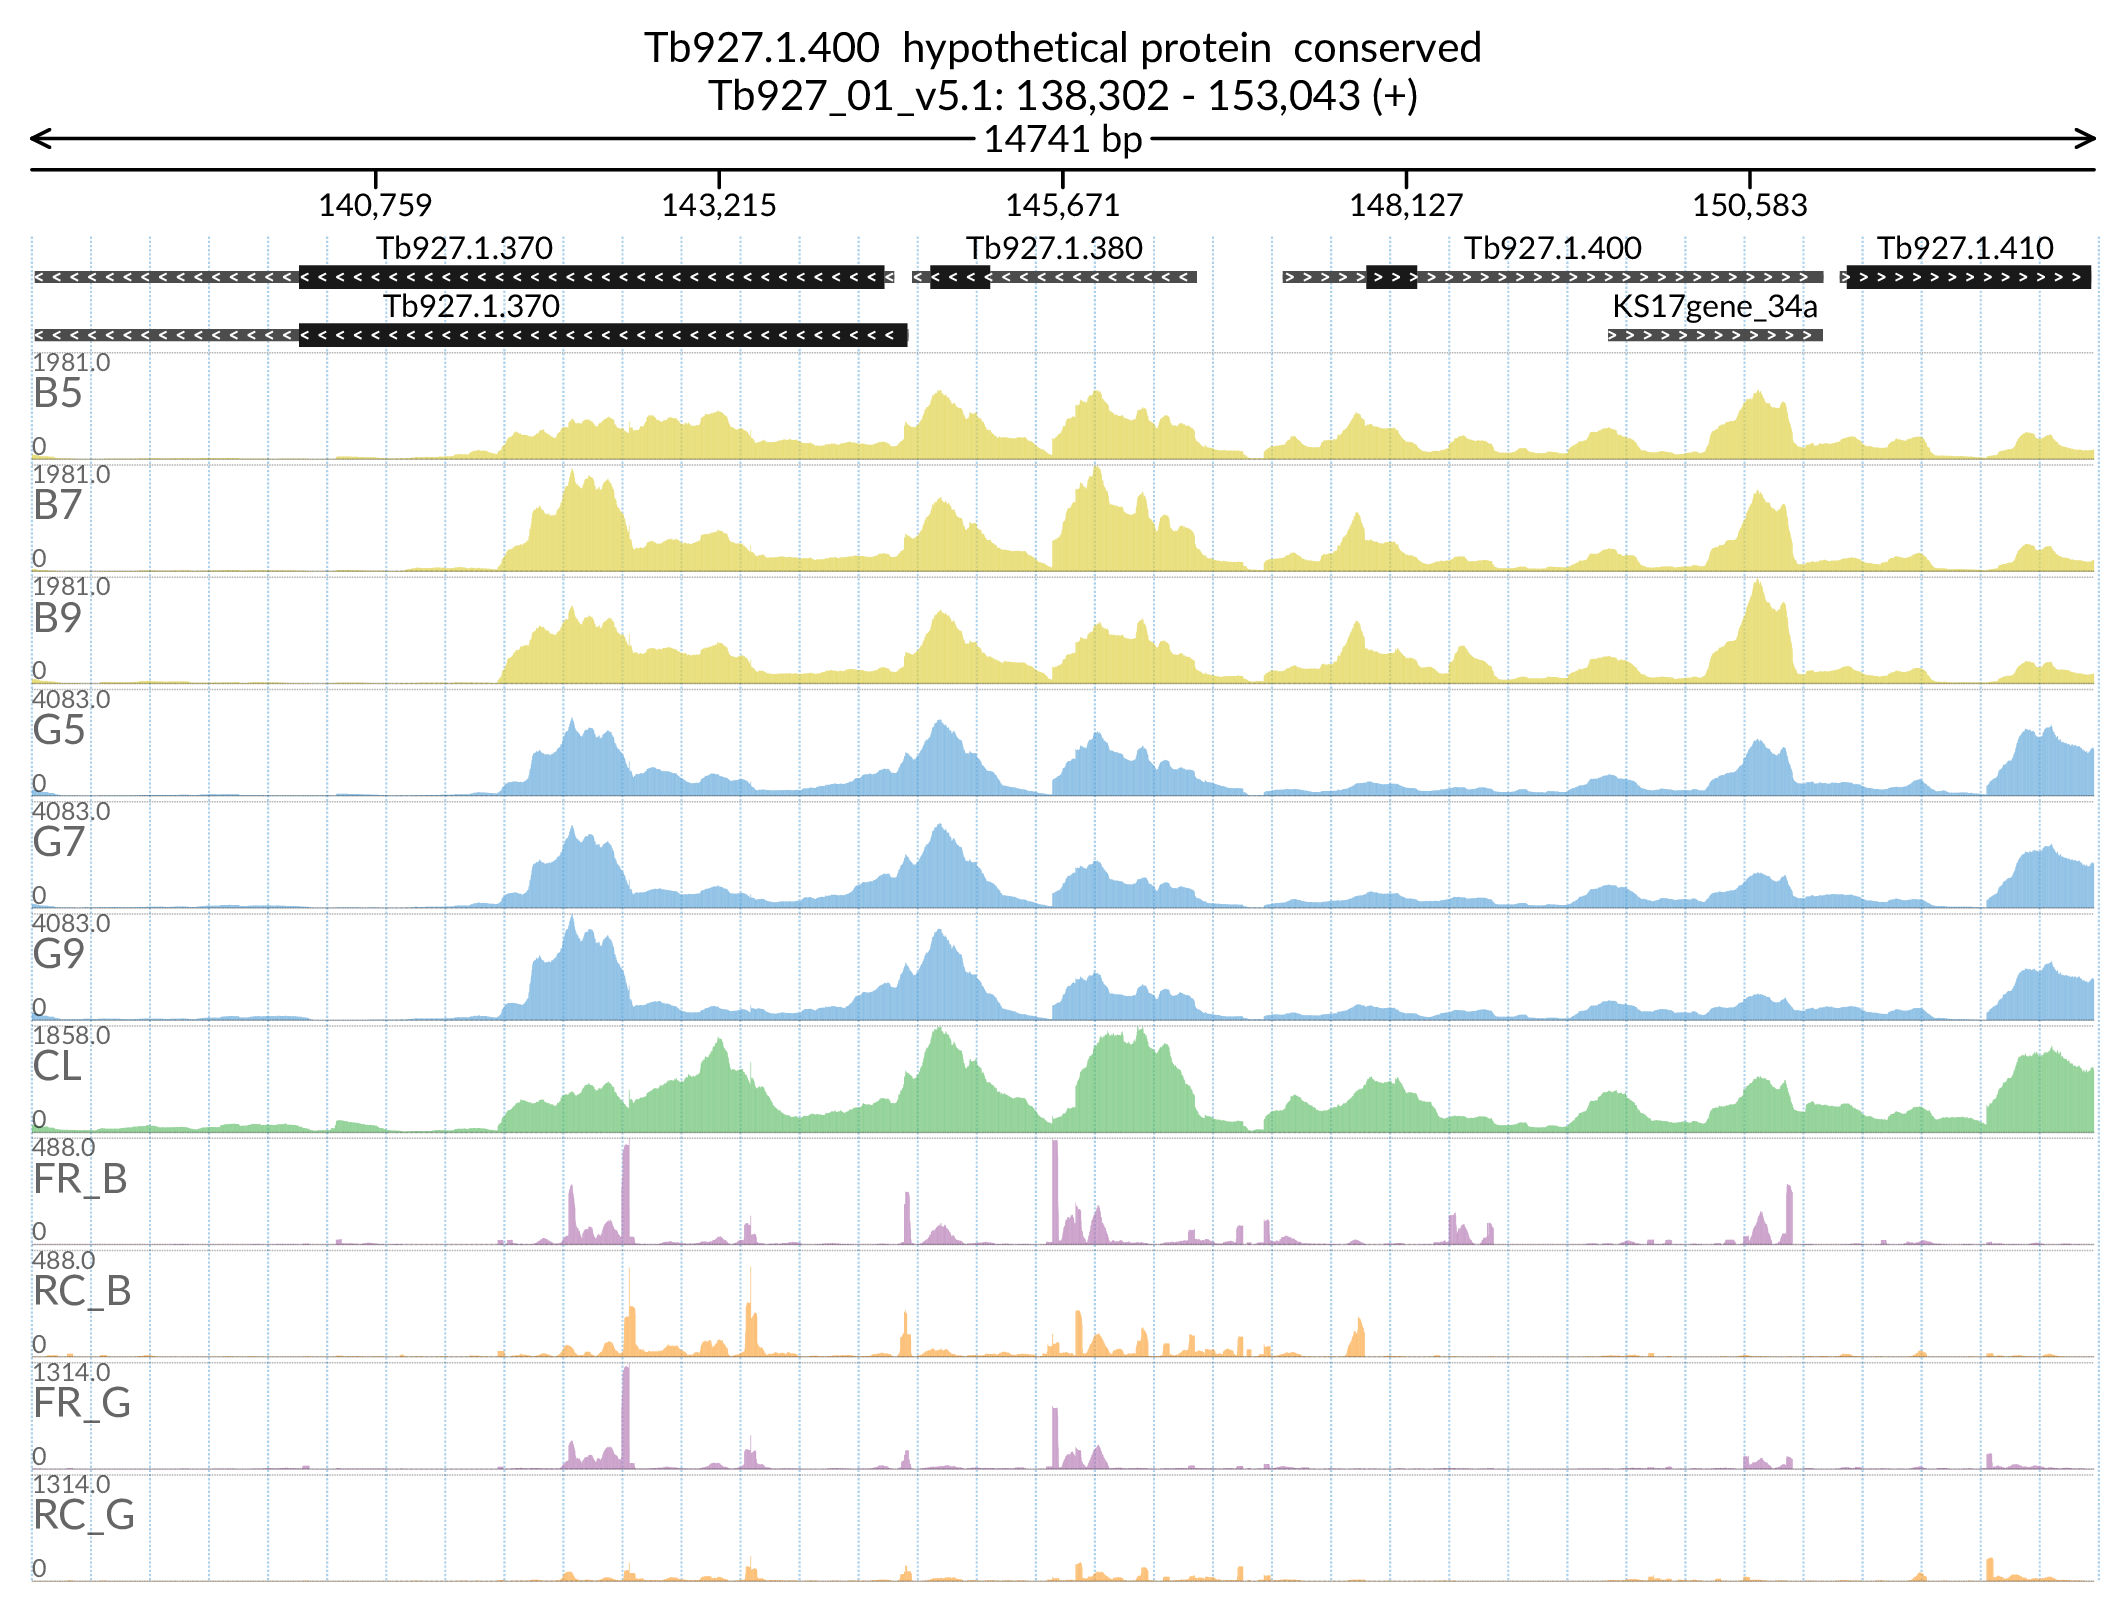 Tb927.1.400  hypothetical protein  conserved
Tb927_01_v5.1: 138,302 - 153,043 (+)
14741 bp
140,759 143,215 145,671 148,127 150,583
Tb927.1.370 Tb927.1.380 Tb927.1.400 Tb927.1.410
Tb927.1.370 KS17gene_34a
1981.0
B5
0
1981.0
B7
0
1981.0
B9
0
4083.0
G5
0
4083.0
G7
0
4083.0
G9
0
1858.0
CL
0
488.0
FR_B
0
488.0
RC_B
0
1314.0
FR_G
0
1314.0
RC_G
0